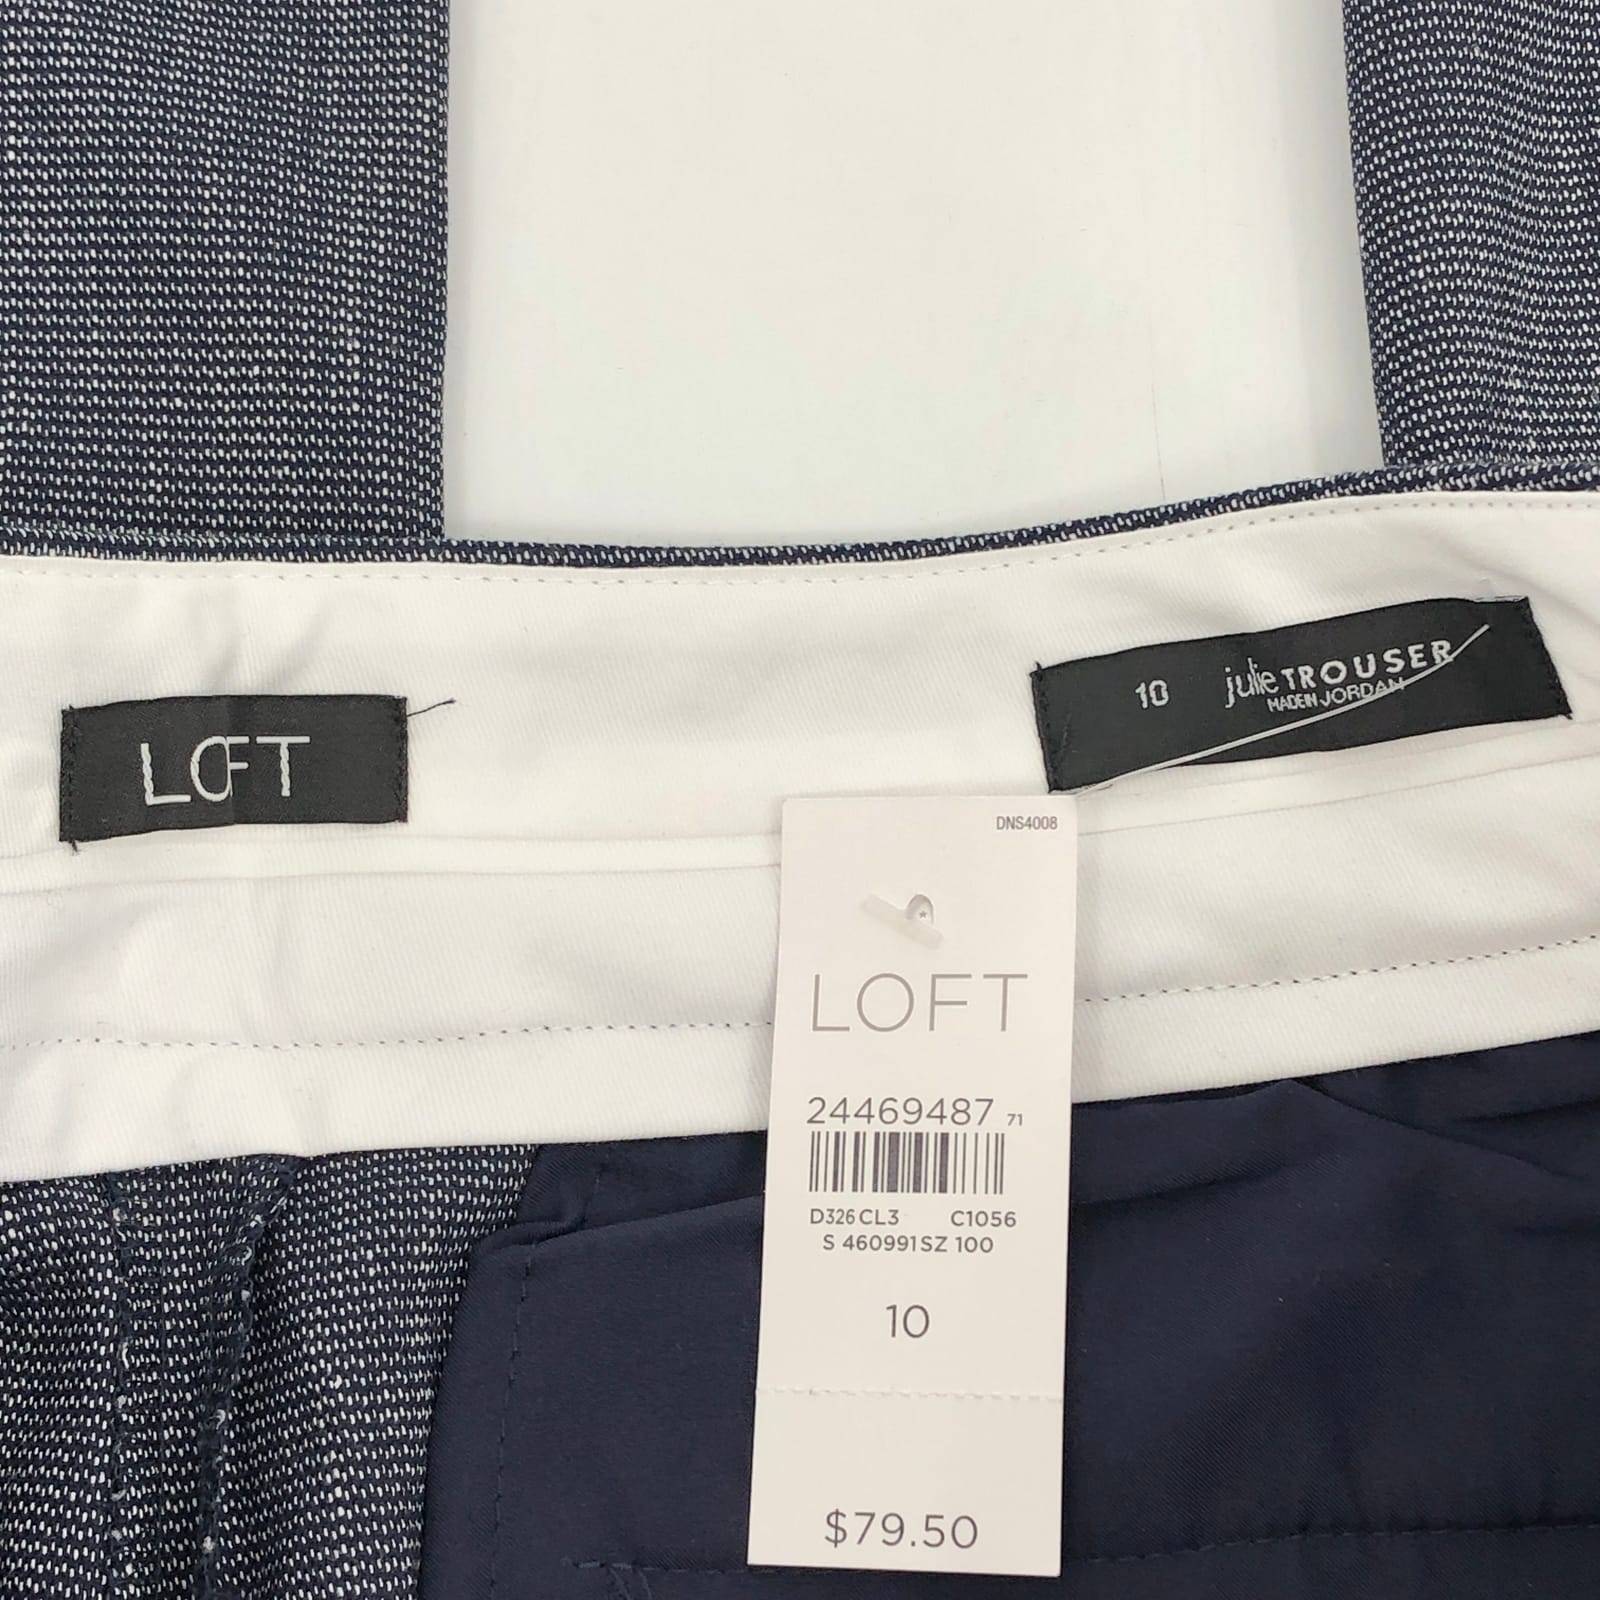 LOFT
10 julie TROUSER
MADE IN JORDAN
DNS4008
LOFT
24469487 71
D326 CL3 C1056
S 460991 SZ 100
10
$79.50